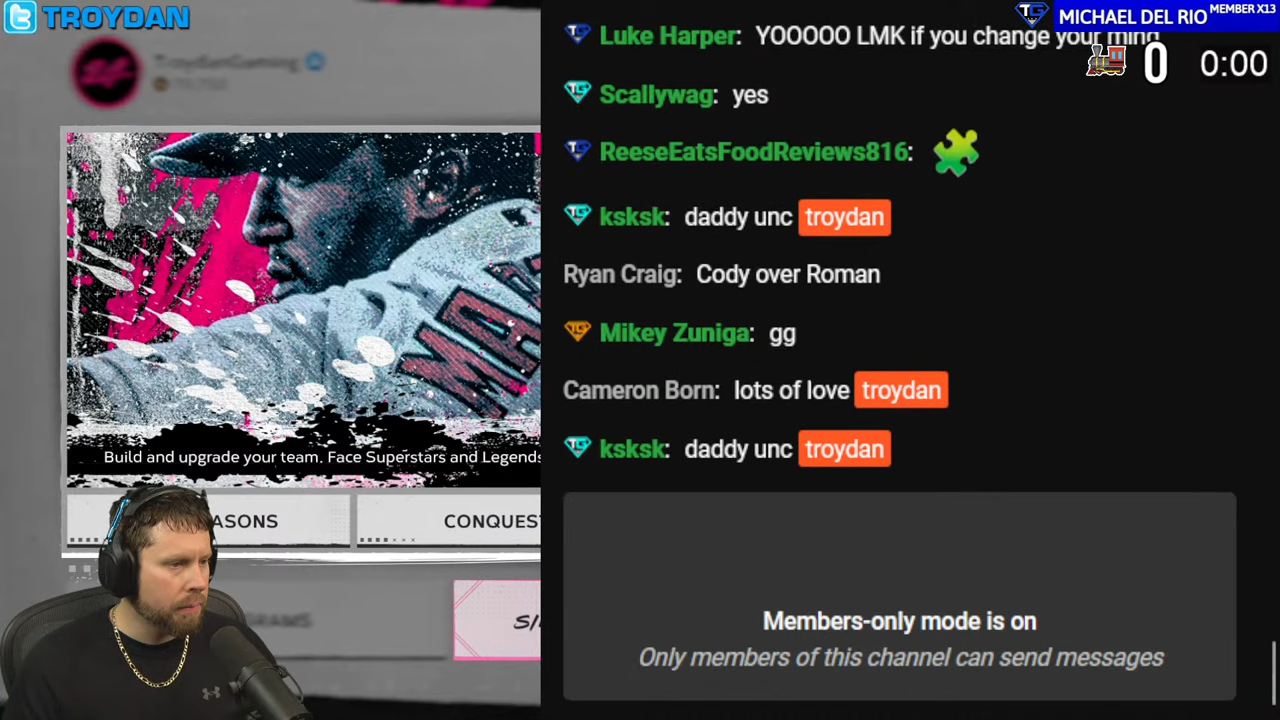 TROYDAN
TroydanGaming
MICHAEL DEL RIO MEMBER X13
0 0:00
Luke Harper: YOOOOO LMK if you change your mind
Scallywag: yes
ReeseEatsFoodReviews816:
ksksk: daddy unc troydan
Ryan Craig: Cody over Roman
Mikey Zuniga: gg
Cameron Born: lots of love troydan
ksksk: daddy unc troydan
Members-only mode is on
Only members of this channel can send messages
Build and upgrade your team. Face Superstars and Legends
ASONS
CONQUEST